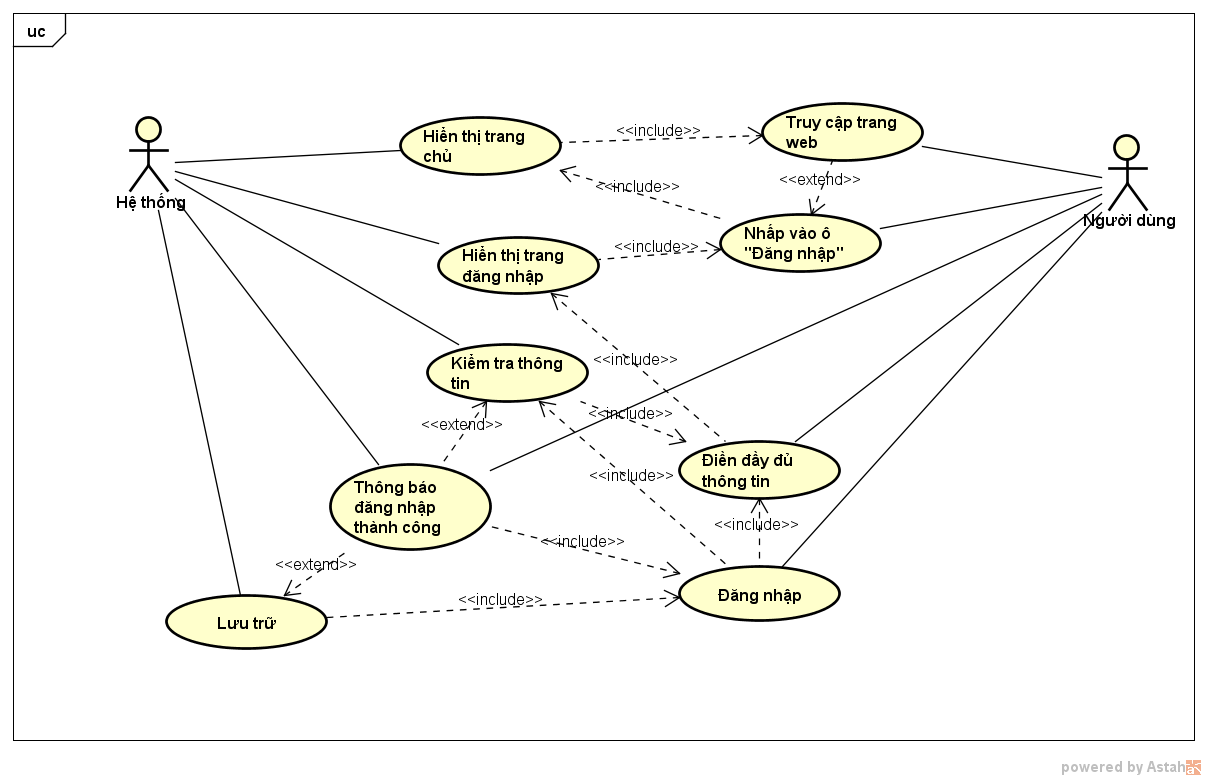 uc
Hiển thị trang
chủ
<<include>>
Truy cập trang
web
Hệ thống
<<include>>
<<extend>>
Người dùng
Hiển thị trang
đăng nhập
<<include>>
Nhấp vào ô
"Đăng nhập"
Kiểm tra thông
tin
<<include>>
<<include>>
<<extend>>
Điền đầy đủ
thông tin
<<include>>
Thông báo
đăng nhập
thành công
<<include>>
<<include>>
<<extend>>
Đăng nhập
<<include>>
Lưu trữ
powered by Astah